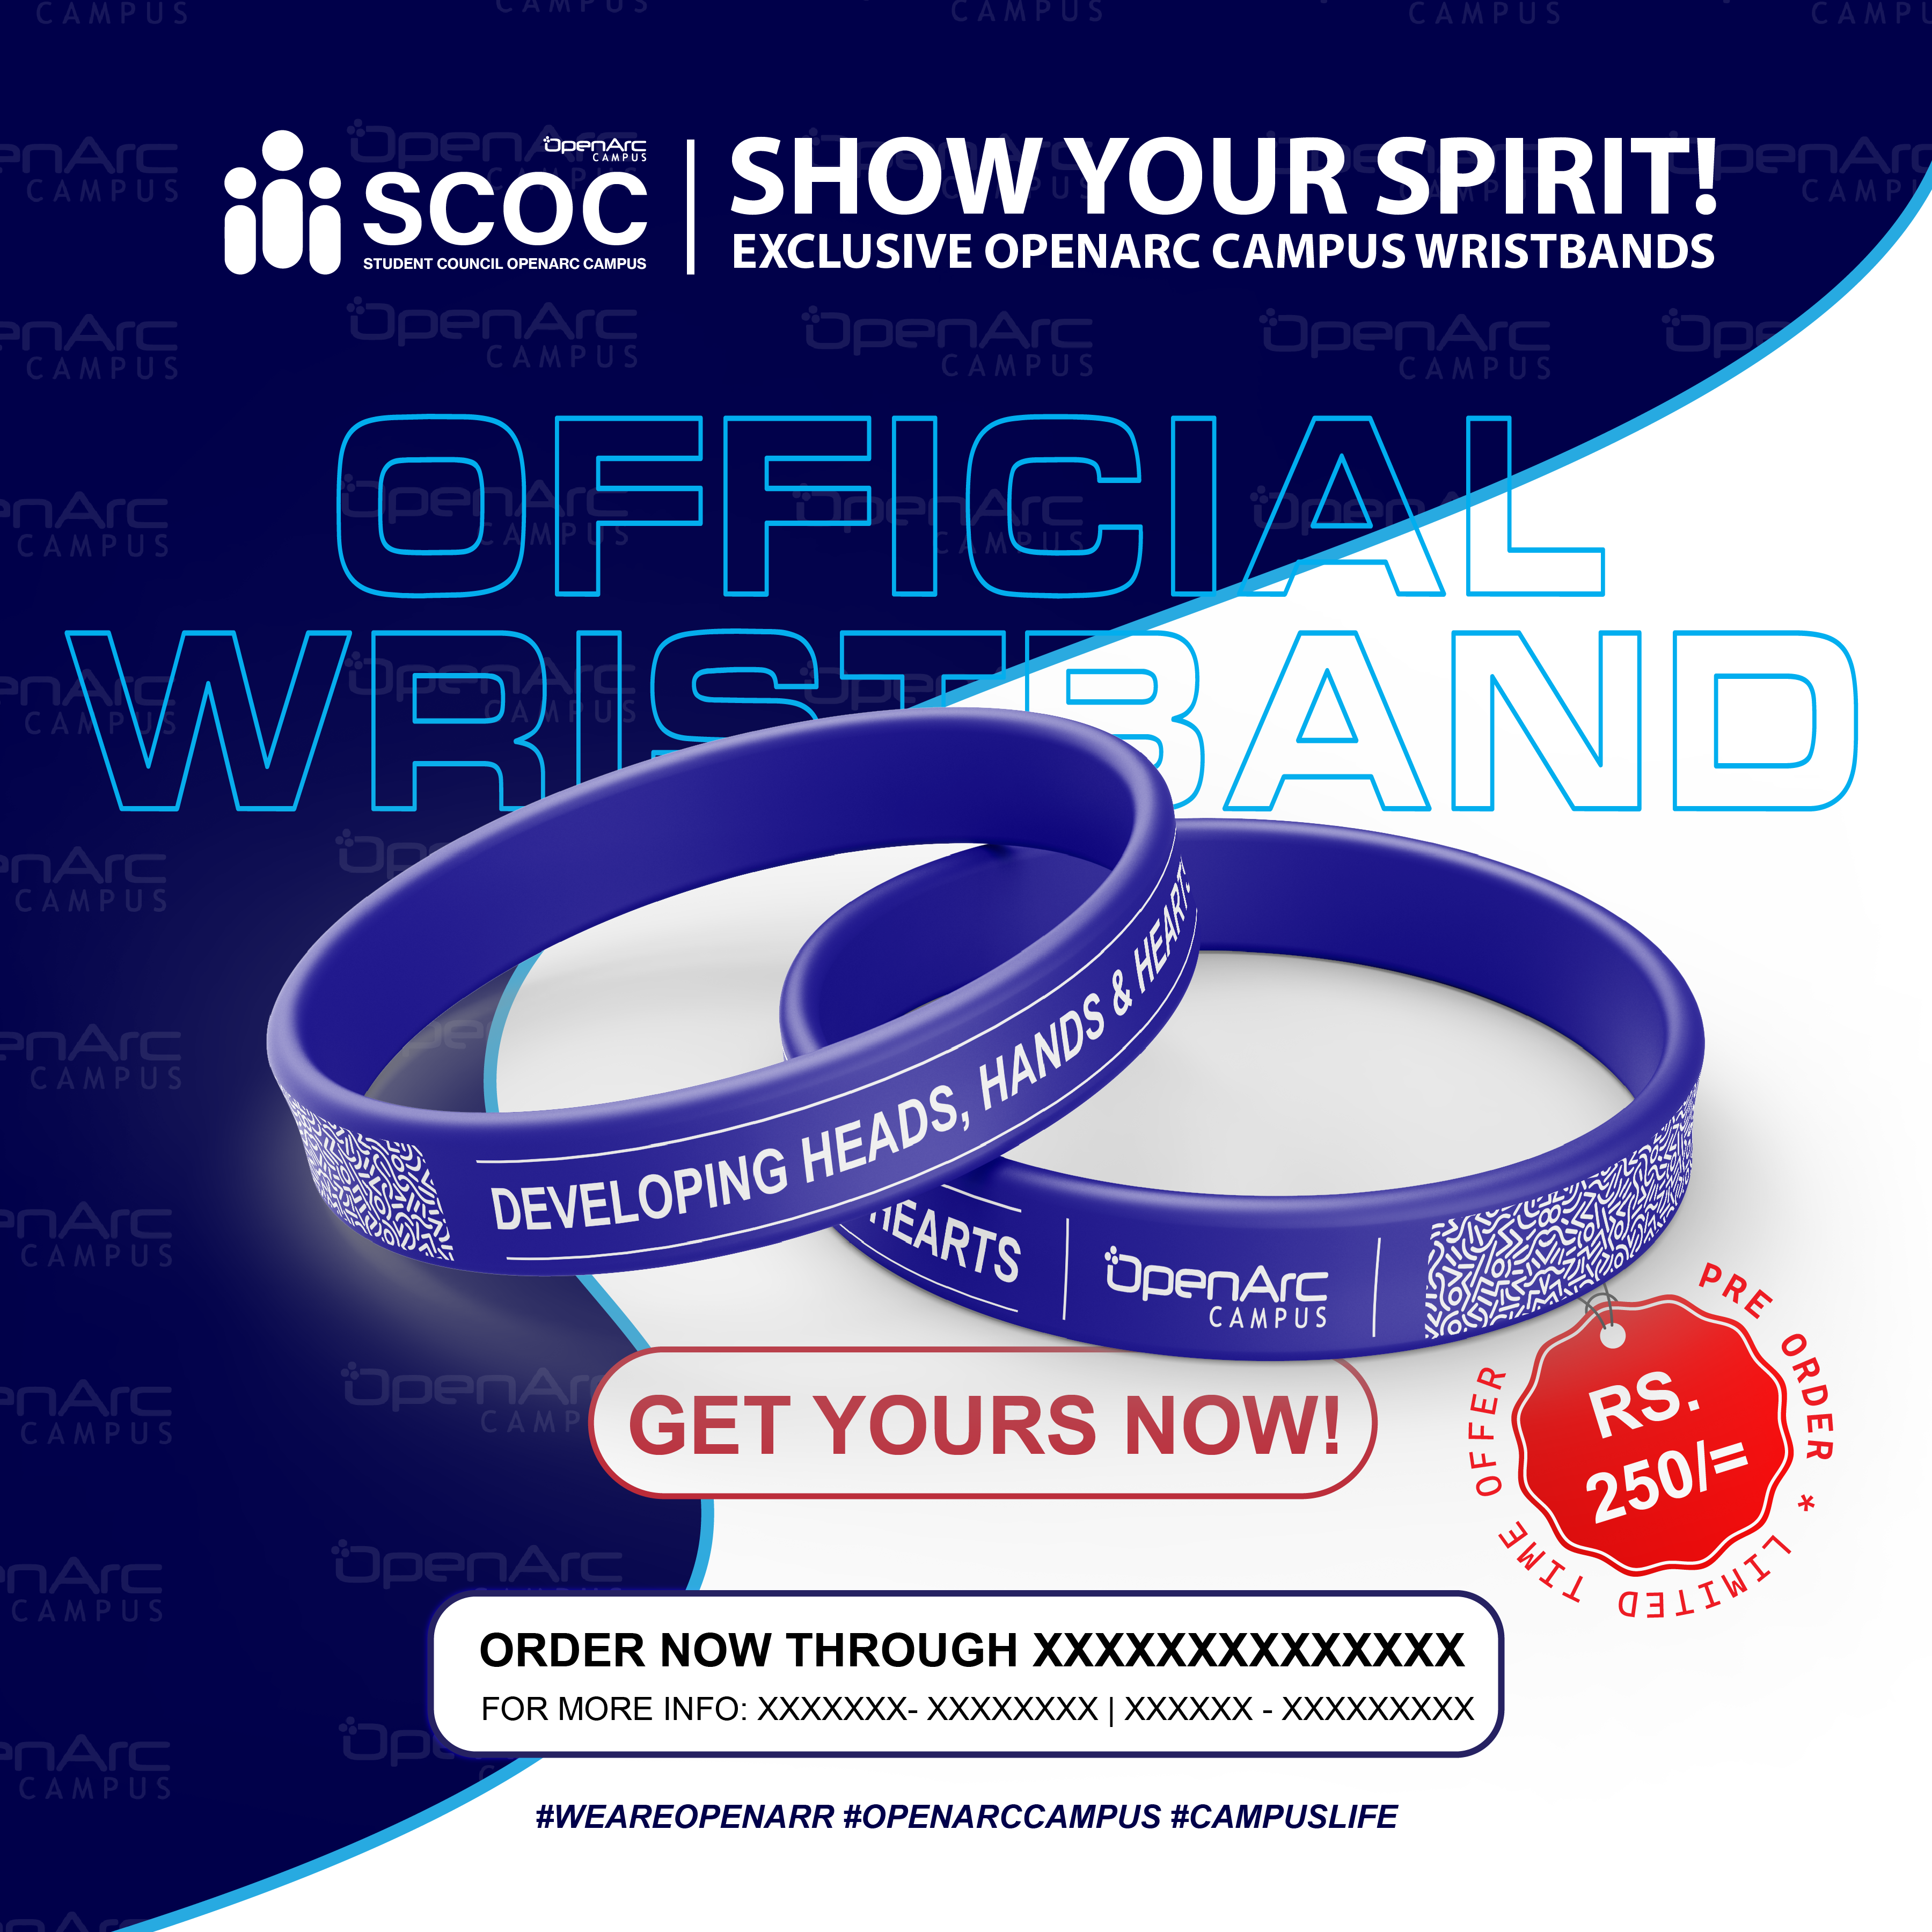 OpenArc
CAMPUS
SCOC
STUDENT COUNCIL OPENARC CAMPUS
SHOW YOUR SPIRIT!
EXCLUSIVE OPENARC CAMPUS WRISTBANDS
OFFICIAL
WRISTBAND
DEVELOPING HEADS, HANDS & HEART
HEARTS
OpenArc
CAMPUS
GET YOURS NOW!
PRE ORDER * LIMITED TIME OFFER
RS.
250/=
ORDER NOW THROUGH XXXXXXXXXXXXXX
FOR MORE INFO: XXXXXXX- XXXXXXXX | XXXXXX - XXXXXXXXX
#WEAREOPENARR #OPENARCCAMPUS #CAMPUSLIFE